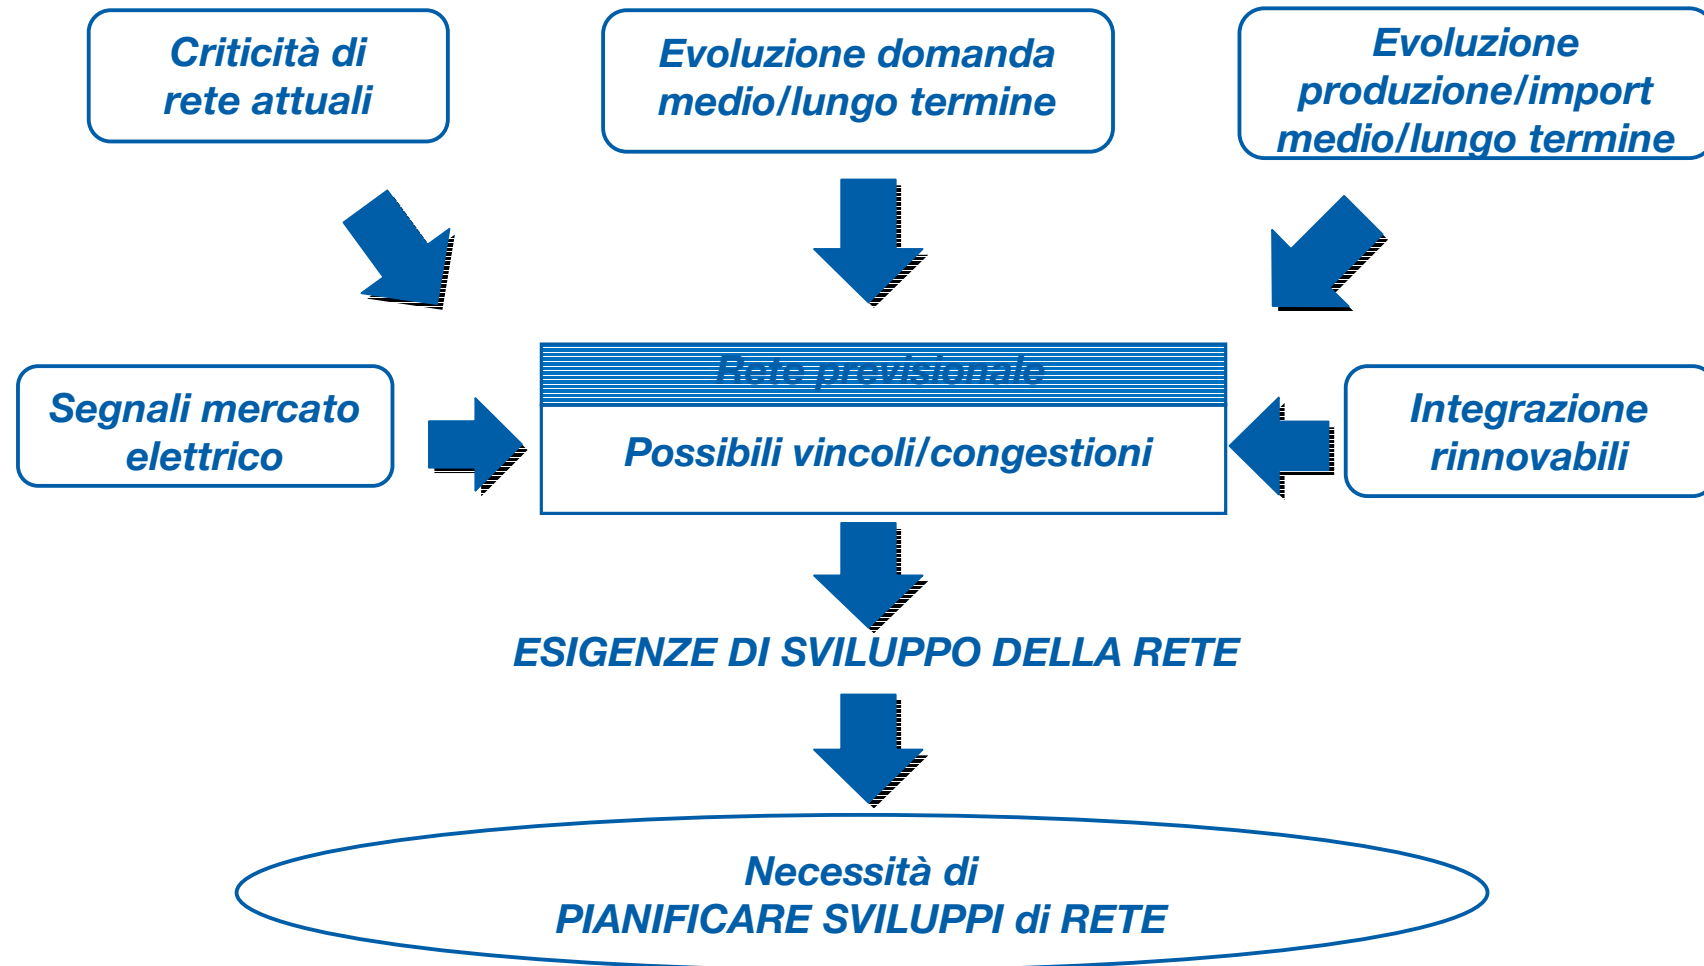 Criticità di
rete attuali
Evoluzione domanda
medio/lungo termine
Evoluzione
produzione/import
medio/lungo termine
Rete previsionale
Segnali mercato
elettrico
Possibili vincoli/congestioni
Integrazione
rinnovabili
ESIGENZE DI SVILUPPO DELLA RETE
Necessità di
PIANIFICARE SVILUPPI di RETE